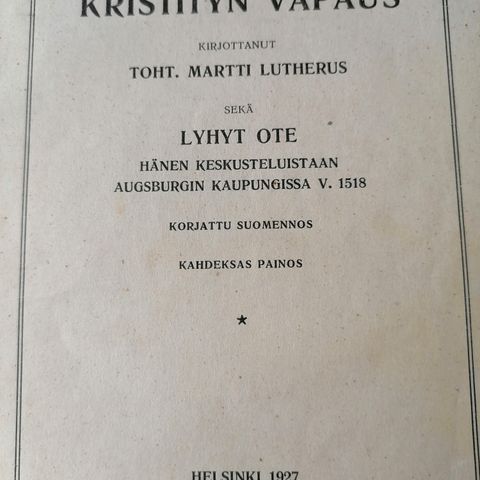 KRISTITYN VAPAUS
KIRJOTTANUT
TOHT. MARTTI LUTHERUS
SEKÄ
LYHYT OTE
HÄNEN KESKUSTELUISTAAN
AUGSBURGIN KAUPUNGISSA V. 1518
KORJATTU SUOMENNOS
KAHDEKSAS PAINOS
HELSINKI 1927